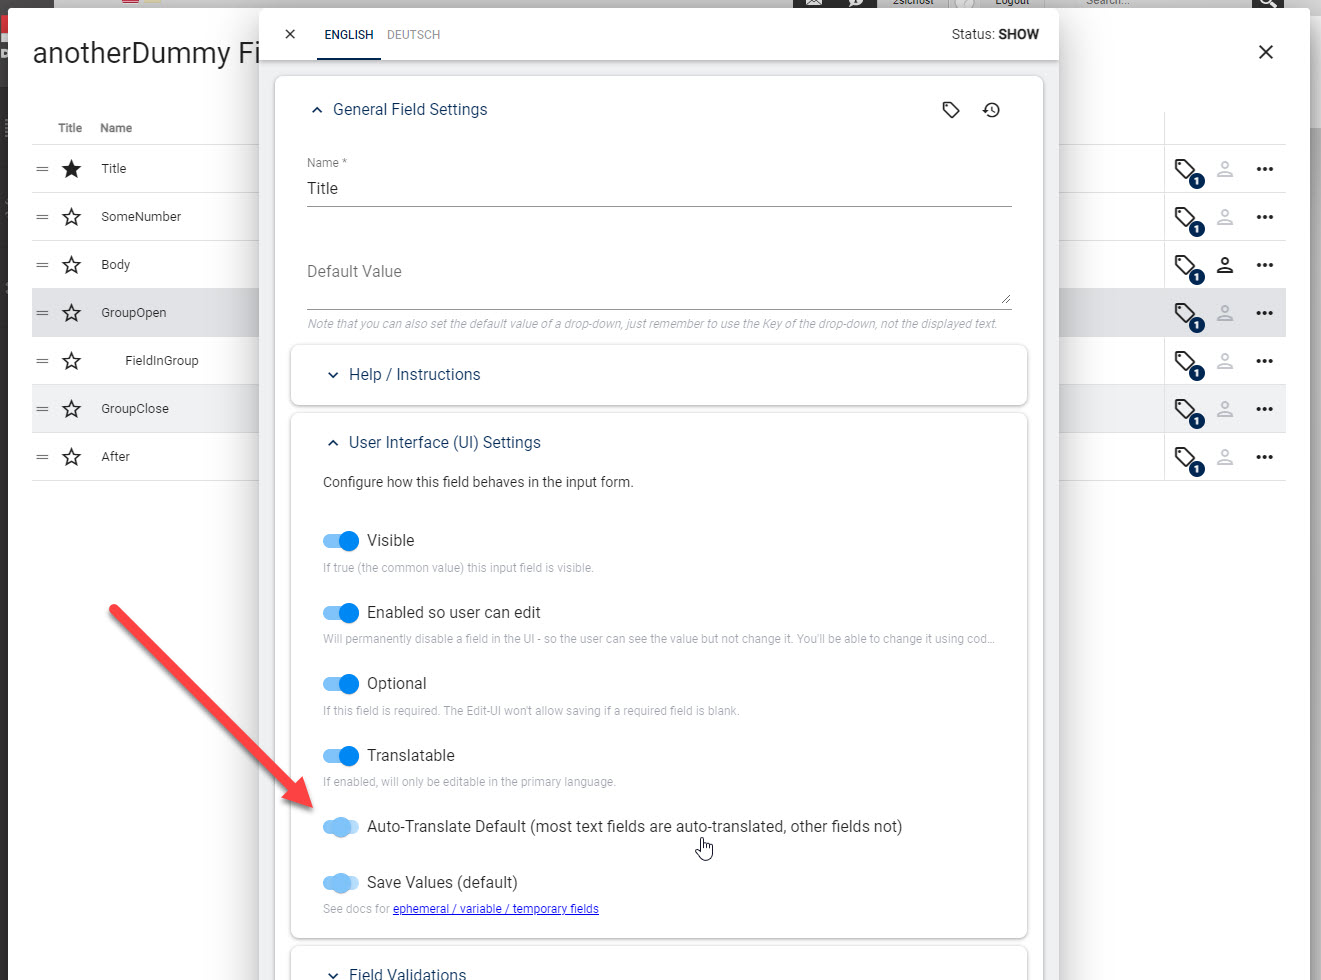 2sichost
Logout
Search...
anotherDummy Fi
ENGLISH DEUTSCH
Status: SHOW
General Field Settings
Title Name
Name *
Title
Title
1
SomeNumber
1
Default Value
Body
1
GroupOpen
1
Note that you can also set the default value of a drop-down, just remember to use the Key of the drop-down, not the displayed text.
FieldInGroup
1
Help / Instructions
GroupClose
1
User Interface (UI) Settings
After
1
Configure how this field behaves in the input form.
Visible
If true (the common value) this input field is visible.
Enabled so user can edit
Will permanently disable a field in the UI - so the user can see the value but not change it. You'll be able to change it using cod...
Optional
If this field is required. The Edit-UI won't allow saving if a required field is blank.
Translatable
If enabled, will only be editable in the primary language.
Auto-Translate Default (most text fields are auto-translated, other fields not)
Save Values (default)
See docs for ephemeral / variable / temporary fields
Field Validations